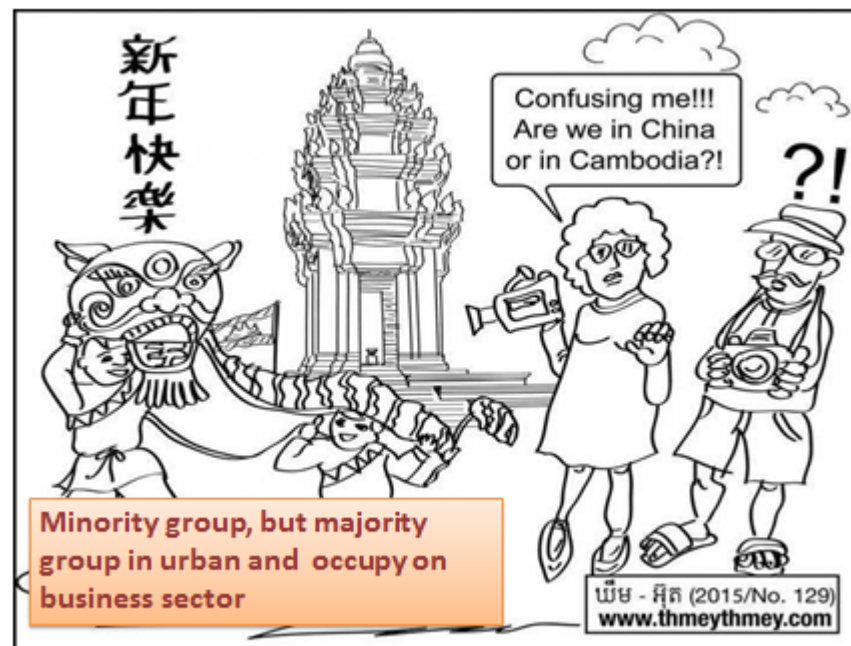 新年快樂
Confusing me!!!
Are we in China
or in Cambodia?!
?!
Minority group, but majority
group in urban and occupy on
business sector
ឃឹម - អ៊ុត (2015/No. 129)
www.thmeythmey.com